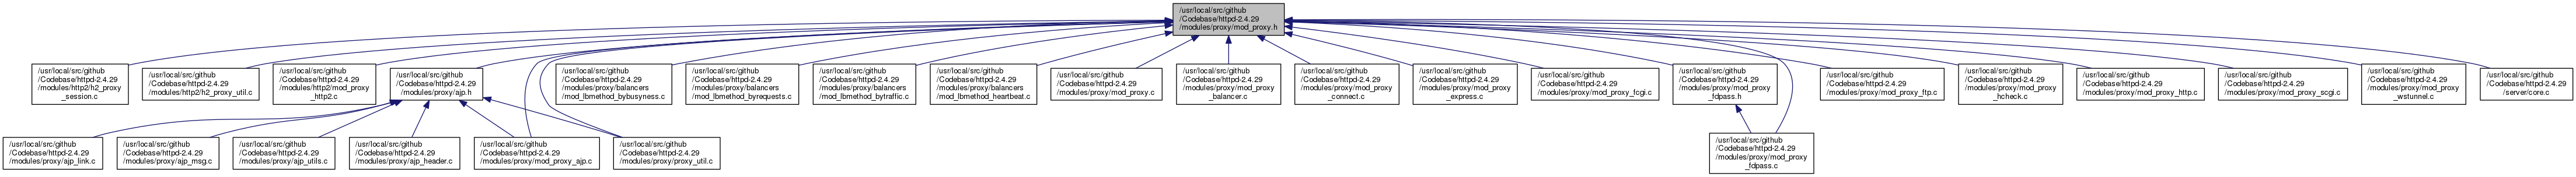 /usr/local/src/github
/Codebase/httpd-2.4.29
/modules/proxy/mod_proxy.h
/usr/local/src/github
/Codebase/httpd-2.4.29
/modules/http2/h2_proxy
_session.c
/usr/local/src/github
/Codebase/httpd-2.4.29
/modules/http2/h2_proxy_util.c
/usr/local/src/github
/Codebase/httpd-2.4.29
/modules/http2/mod_proxy
_http2.c
/usr/local/src/github
/Codebase/httpd-2.4.29
/modules/proxy/ajp.h
/usr/local/src/github
/Codebase/httpd-2.4.29
/modules/proxy/balancers
/mod_lbmethod_bybusyness.c
/usr/local/src/github
/Codebase/httpd-2.4.29
/modules/proxy/balancers
/mod_lbmethod_byrequests.c
/usr/local/src/github
/Codebase/httpd-2.4.29
/modules/proxy/balancers
/mod_lbmethod_bytraffic.c
/usr/local/src/github
/Codebase/httpd-2.4.29
/modules/proxy/balancers
/mod_lbmethod_heartbeat.c
/usr/local/src/github
/Codebase/httpd-2.4.29
/modules/proxy/mod_proxy.c
/usr/local/src/github
/Codebase/httpd-2.4.29
/modules/proxy/mod_proxy
_balancer.c
/usr/local/src/github
/Codebase/httpd-2.4.29
/modules/proxy/mod_proxy
_connect.c
/usr/local/src/github
/Codebase/httpd-2.4.29
/modules/proxy/mod_proxy
_express.c
/usr/local/src/github
/Codebase/httpd-2.4.29
/modules/proxy/mod_proxy_fcgi.c
/usr/local/src/github
/Codebase/httpd-2.4.29
/modules/proxy/mod_proxy
_fdpass.h
/usr/local/src/github
/Codebase/httpd-2.4.29
/modules/proxy/mod_proxy_ftp.c
/usr/local/src/github
/Codebase/httpd-2.4.29
/modules/proxy/mod_proxy
_hcheck.c
/usr/local/src/github
/Codebase/httpd-2.4.29
/modules/proxy/mod_proxy_http.c
/usr/local/src/github
/Codebase/httpd-2.4.29
/modules/proxy/mod_proxy_scgi.c
/usr/local/src/github
/Codebase/httpd-2.4.29
/modules/proxy/mod_proxy
_wstunnel.c
/usr/local/src/github
/Codebase/httpd-2.4.29
/server/core.c
/usr/local/src/github
/Codebase/httpd-2.4.29
/modules/proxy/ajp_link.c
/usr/local/src/github
/Codebase/httpd-2.4.29
/modules/proxy/ajp_msg.c
/usr/local/src/github
/Codebase/httpd-2.4.29
/modules/proxy/ajp_utils.c
/usr/local/src/github
/Codebase/httpd-2.4.29
/modules/proxy/ajp_header.c
/usr/local/src/github
/Codebase/httpd-2.4.29
/modules/proxy/mod_proxy_ajp.c
/usr/local/src/github
/Codebase/httpd-2.4.29
/modules/proxy/proxy_util.c
/usr/local/src/github
/Codebase/httpd-2.4.29
/modules/proxy/mod_proxy
_fdpass.c